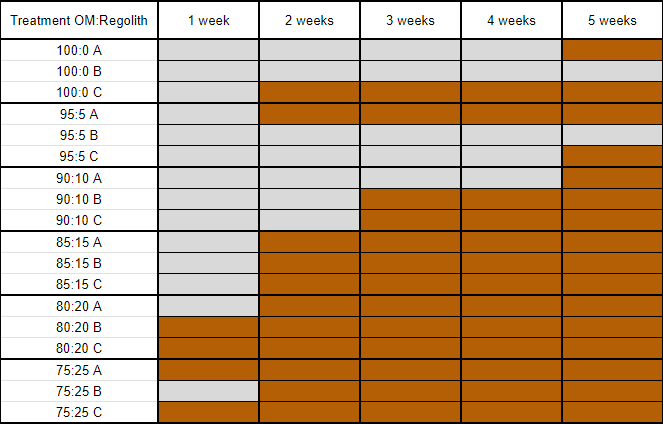 Treatment OM:Regolith 1 week 2 weeks 3 weeks 4 weeks 5 weeks
100:0 A
100:0 B
100:0 C
95:5 A
95:5 B
95:5 C
90:10 A
90:10 B
90:10 C
85:15 A
85:15 B
85:15 C
80:20 A
80:20 B
80:20 C
75:25 A
75:25 B
75:25 C